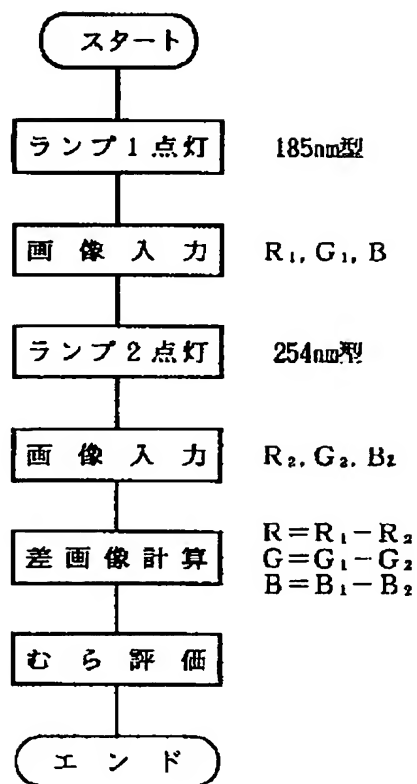 スタート
ランプ1点灯 185nm型
画像入力 R₁, G₁, B
ランプ2点灯 254nm型
画像入力 R₂, G₂, B₂
差画像計算
R=R₁−R₂
G=G₁−G₂
B=B₁−B₂
むら評価
エンド